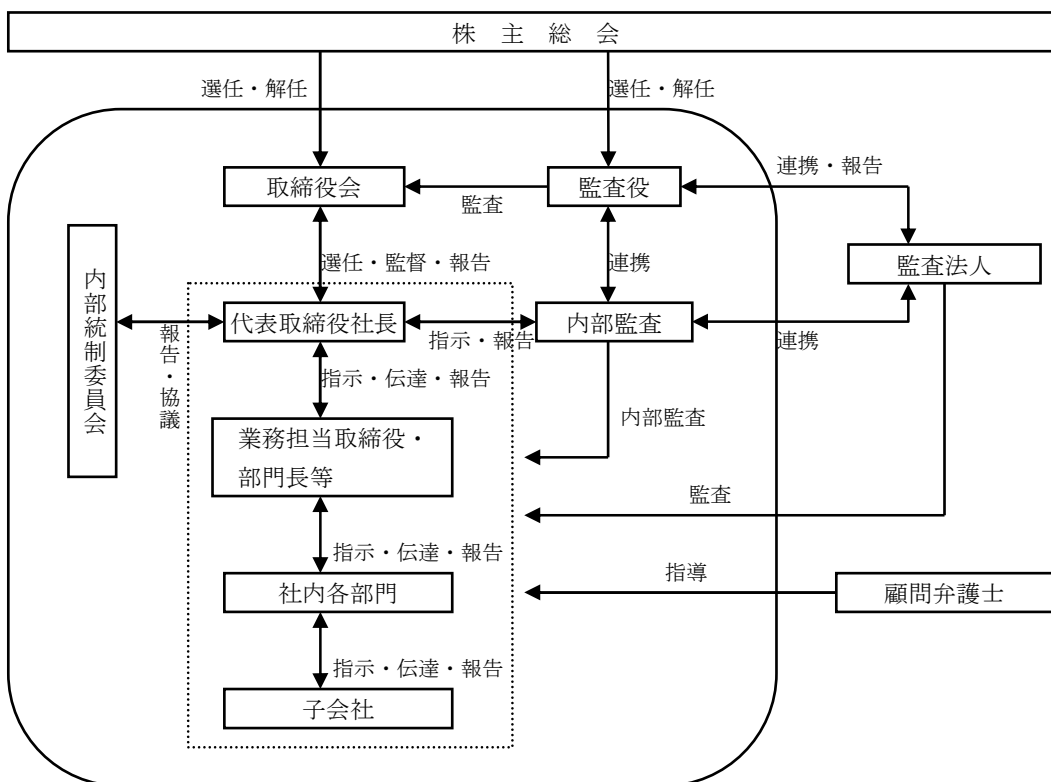 株 主 総 会
選任・解任
選任・解任
取締役会
監査
監査役
連携・報告
監査法人
選任・監督・報告
連携
内部統制委員会
報告・協議
代表取締役社長
指示・報告
内部監査
連携
指示・伝達・報告
内部監査
業務担当取締役・
部門長等
監査
指示・伝達・報告
指導
社内各部門
顧問弁護士
指示・伝達・報告
子会社